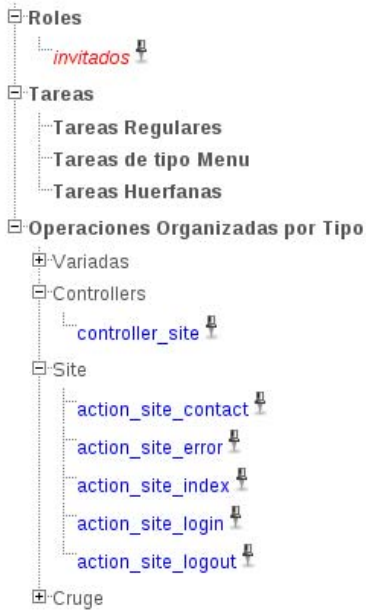 Roles
invitados
Tareas
Tareas Regulares
Tareas de tipo Menu
Tareas Huerfanas
Operaciones Organizadas por Tipo
Variadas
Controllers
controller_site
Site
action_site_contact
action_site_error
action_site_index
action_site_login
action_site_logout
Cruge